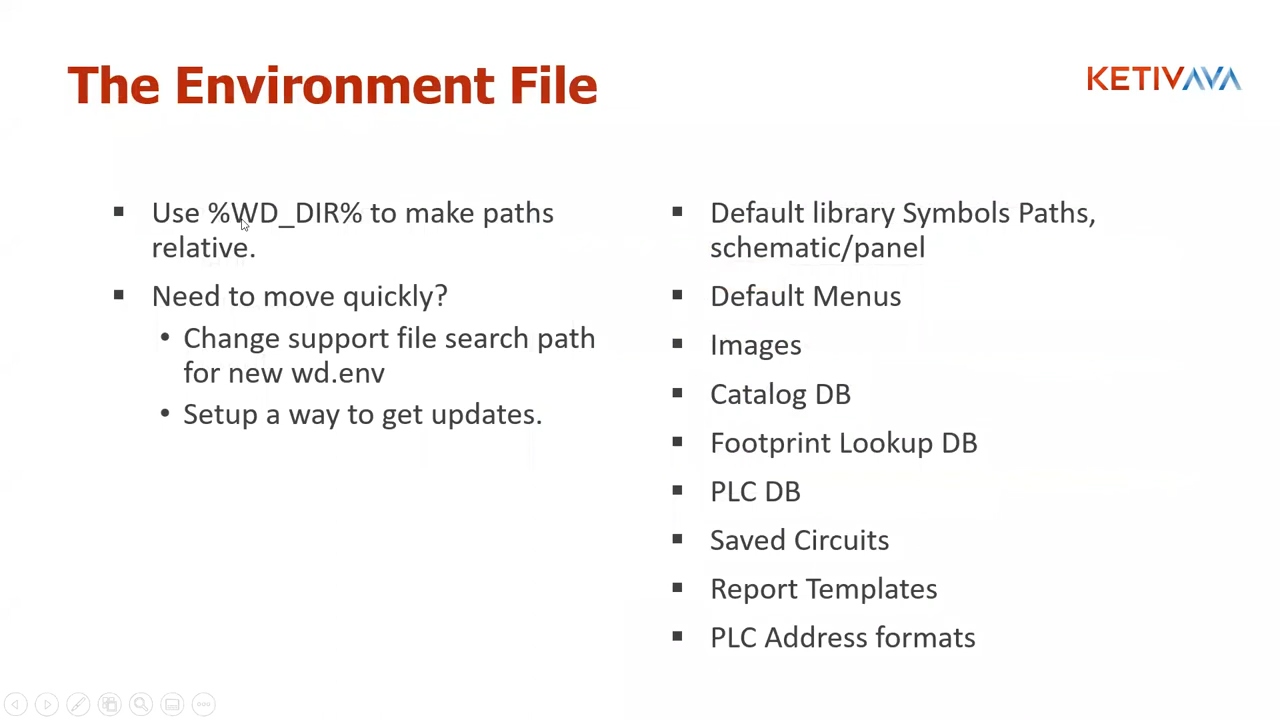 The Environment File
KETIVAVA
▪ Use %WD_DIR% to make paths
relative.
▪ Need to move quickly?
• Change support file search path
for new wd.env
• Setup a way to get updates.
▪ Default library Symbols Paths,
schematic/panel
▪ Default Menus
▪ Images
▪ Catalog DB
▪ Footprint Lookup DB
▪ PLC DB
▪ Saved Circuits
▪ Report Templates
▪ PLC Address formats